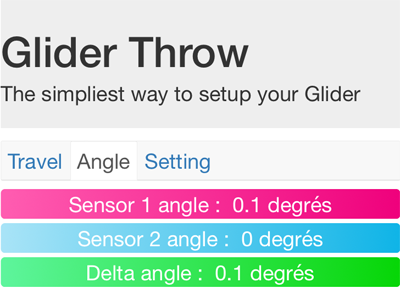 Glider Throw
The simpliest way to setup your Glider
Travel Angle Setting
Sensor 1 angle : 0.1 degrés
Sensor 2 angle : 0 degrés
Delta angle : 0.1 degrés